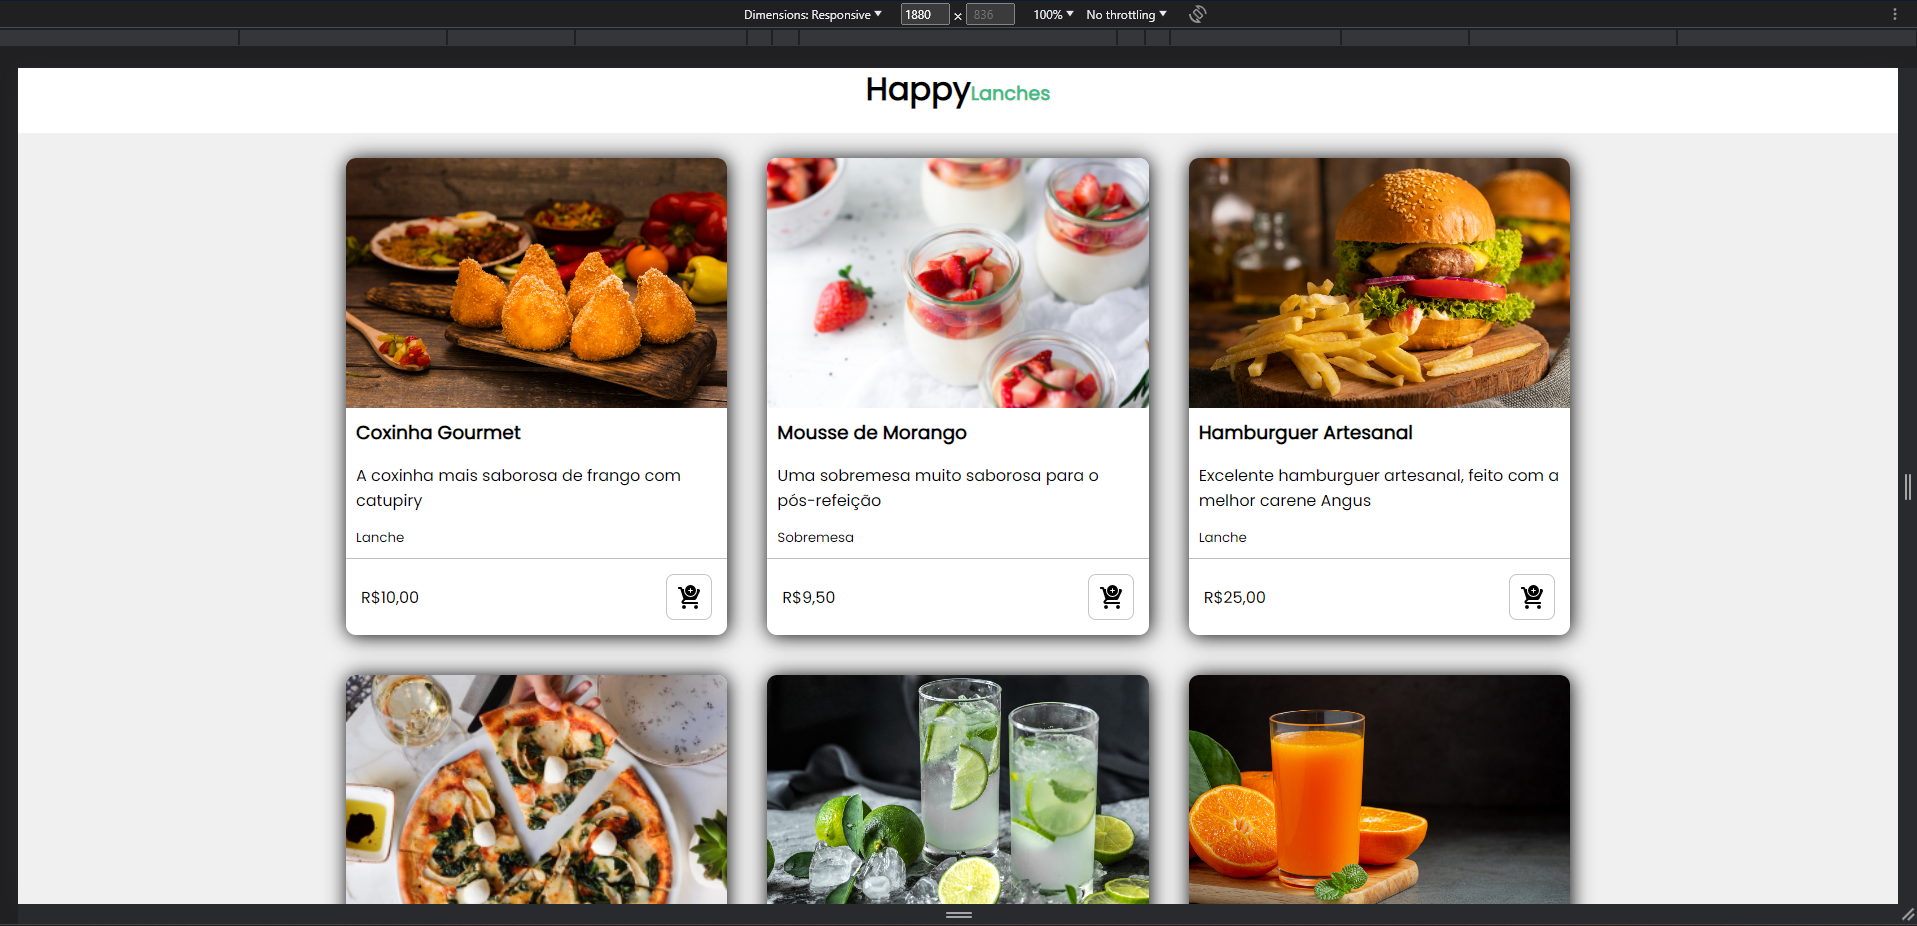 Dimensions: Responsive 1880 × 836 100% No throttling
HappyLanches
Coxinha Gourmet
A coxinha mais saborosa de frango com
catupiry
Lanche
R$10,00
Mousse de Morango
Uma sobremesa muito saborosa para o
pós-refeição
Sobremesa
R$9,50
Hamburguer Artesanal
Excelente hamburguer artesanal, feito com a
melhor carene Angus
Lanche
R$25,00